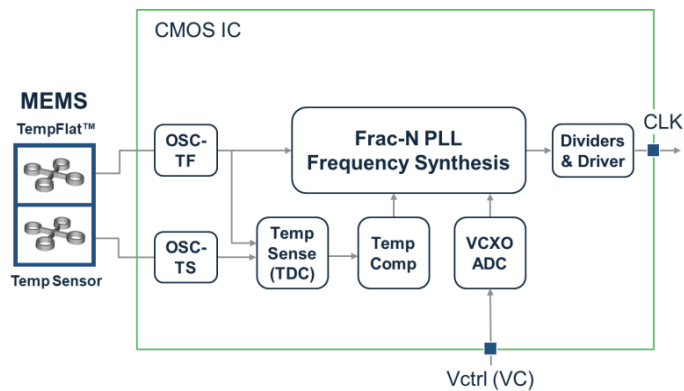 CMOS IC
MEMS
TempFlat™
Temp Sensor
OSC-
TF
OSC-
TS
Frac-N PLL
Frequency Synthesis
Dividers
& Driver
CLK
Temp
Sense
(TDC)
Temp
Comp
VCXO
ADC
Vctrl (VC)